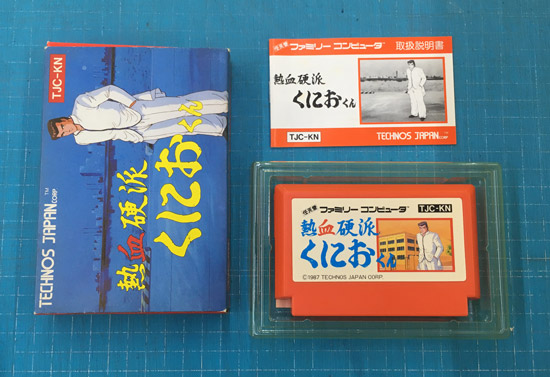 TJC-KN
熱血硬派
くにおくん
TECHNOS JAPAN CORP.
TM
ファミリー コンピュータ 取扱説明書
熱血硬派
くにおくん
TJC-KN
TECHNOS JAPAN CORP
ファミリー コンピュータ TJC-KN
熱血硬派
くにおくん
©1987 TECHNOS JAPAN CORP.